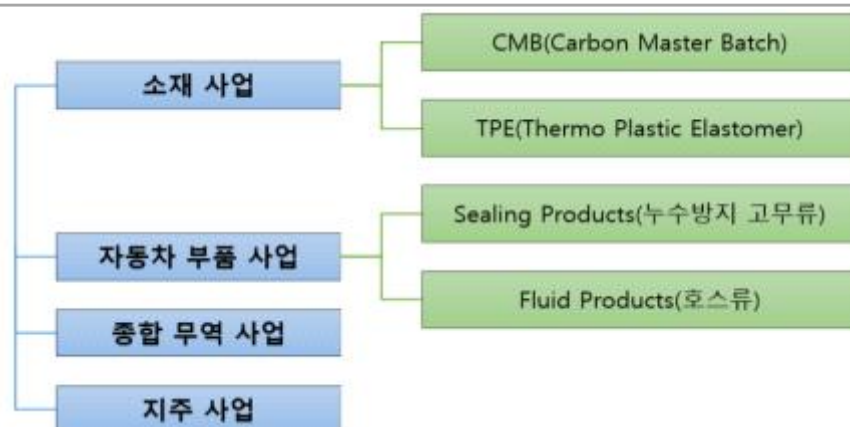 소재 사업
CMB(Carbon Master Batch)
TPE(Thermo Plastic Elastomer)
자동차 부품 사업
Sealing Products(누수방지 고무류)
Fluid Products(호스류)
종합 무역 사업
지주 사업